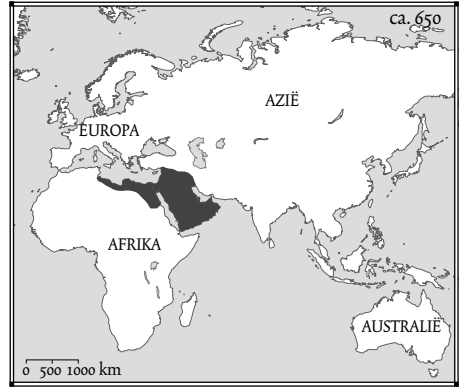 ca. 650
AZIË
EUROPA
AFRIKA
AUSTRALIË
0 500 1000 km